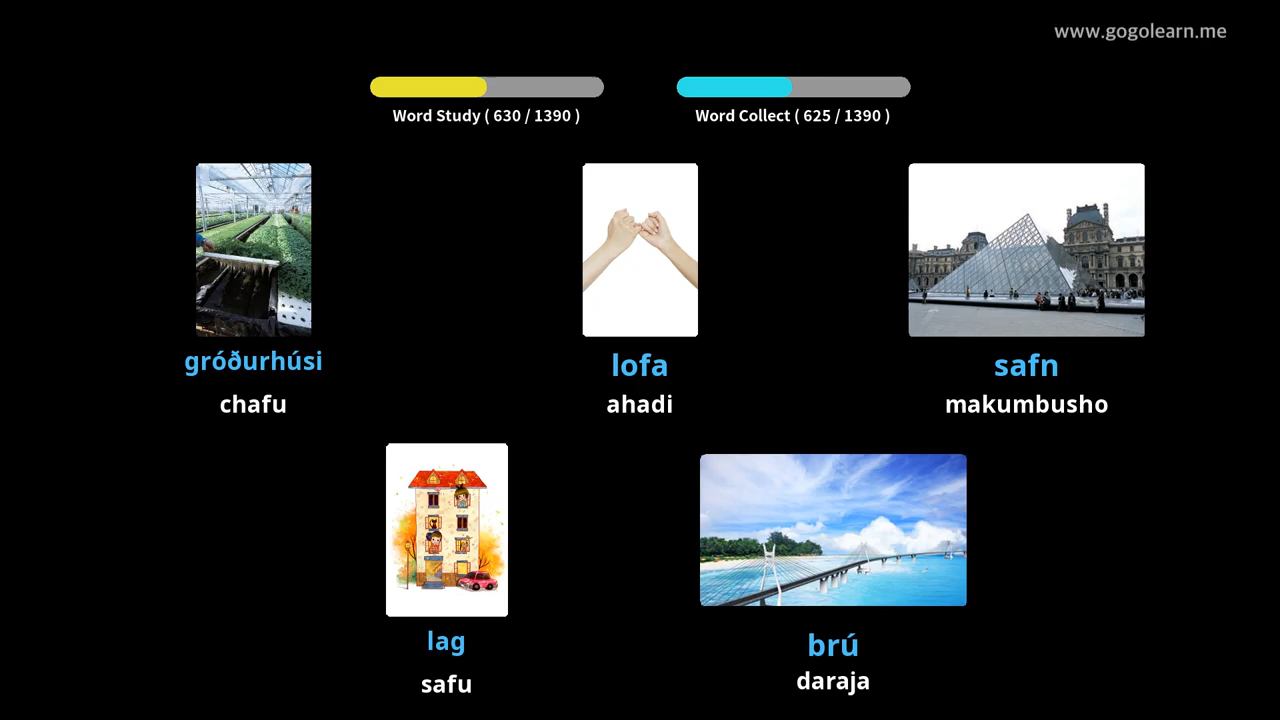 www.gogolearn.me
Word Study ( 630 / 1390 )
Word Collect ( 625 / 1390 )
gróðurhúsi
chafu
lofa
ahadi
safn
makumbusho
lag
safu
brú
daraja